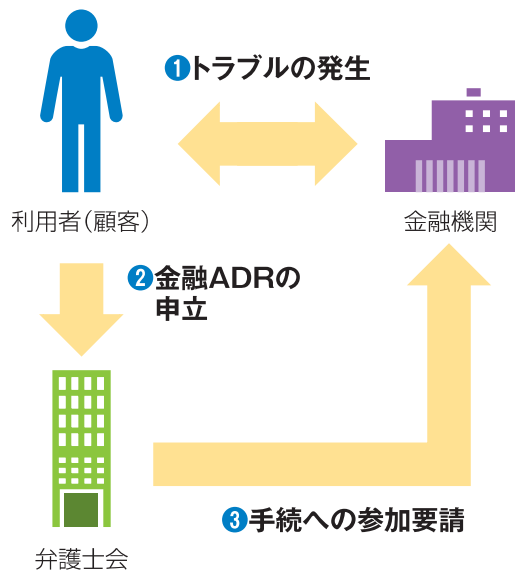 ❶トラブルの発生
利用者(顧客)
金融機関
❷金融ADRの
申立
❸手続への参加要請
弁護士会